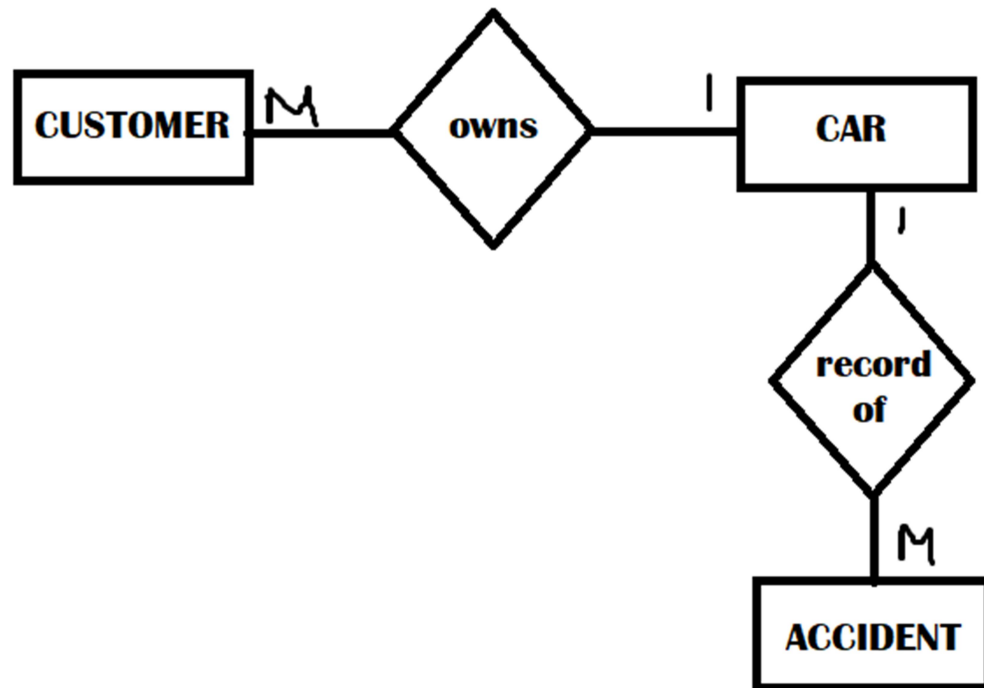 CUSTOMER
M
owns
1
CAR
1
record
of
M
ACCIDENT